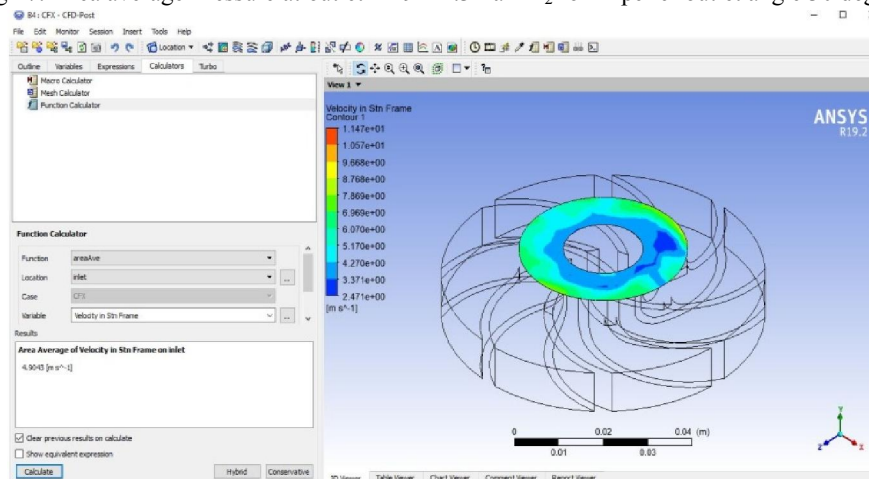 84 : CFX - CFD-Post
File Edit Monitor Session Insert Tools Help
Location
Outline Variables Expressions Calculators Turbo
Macro Calculator
Mesh Calculator
Function Calculator
View 1
Velocity in Stn Frame
Contour 1
1.147e+01
1.057e+01
9.668e+00
8.768e+00
7.869e+00
6.969e+00
6.070e+00
5.170e+00
4.270e+00
3.371e+00
2.471e+00
[m s^-1]
ANSYS
R19.2
Function Calculator
Function areaAve
Location inlet
Case CFX
Variable Velocity in Stn Frame
Results
Area Average of Velocity in Stn Frame on inlet
4.9043 [m s^-1]
Clear previous results on calculate
Show equivalent expression
Calculate Hybrid Conservative
0 0.02 0.04 (m)
0.01 0.03
Y
Z X
3D Viewer Table Viewer Chart Viewer Comment Viewer Report Viewer